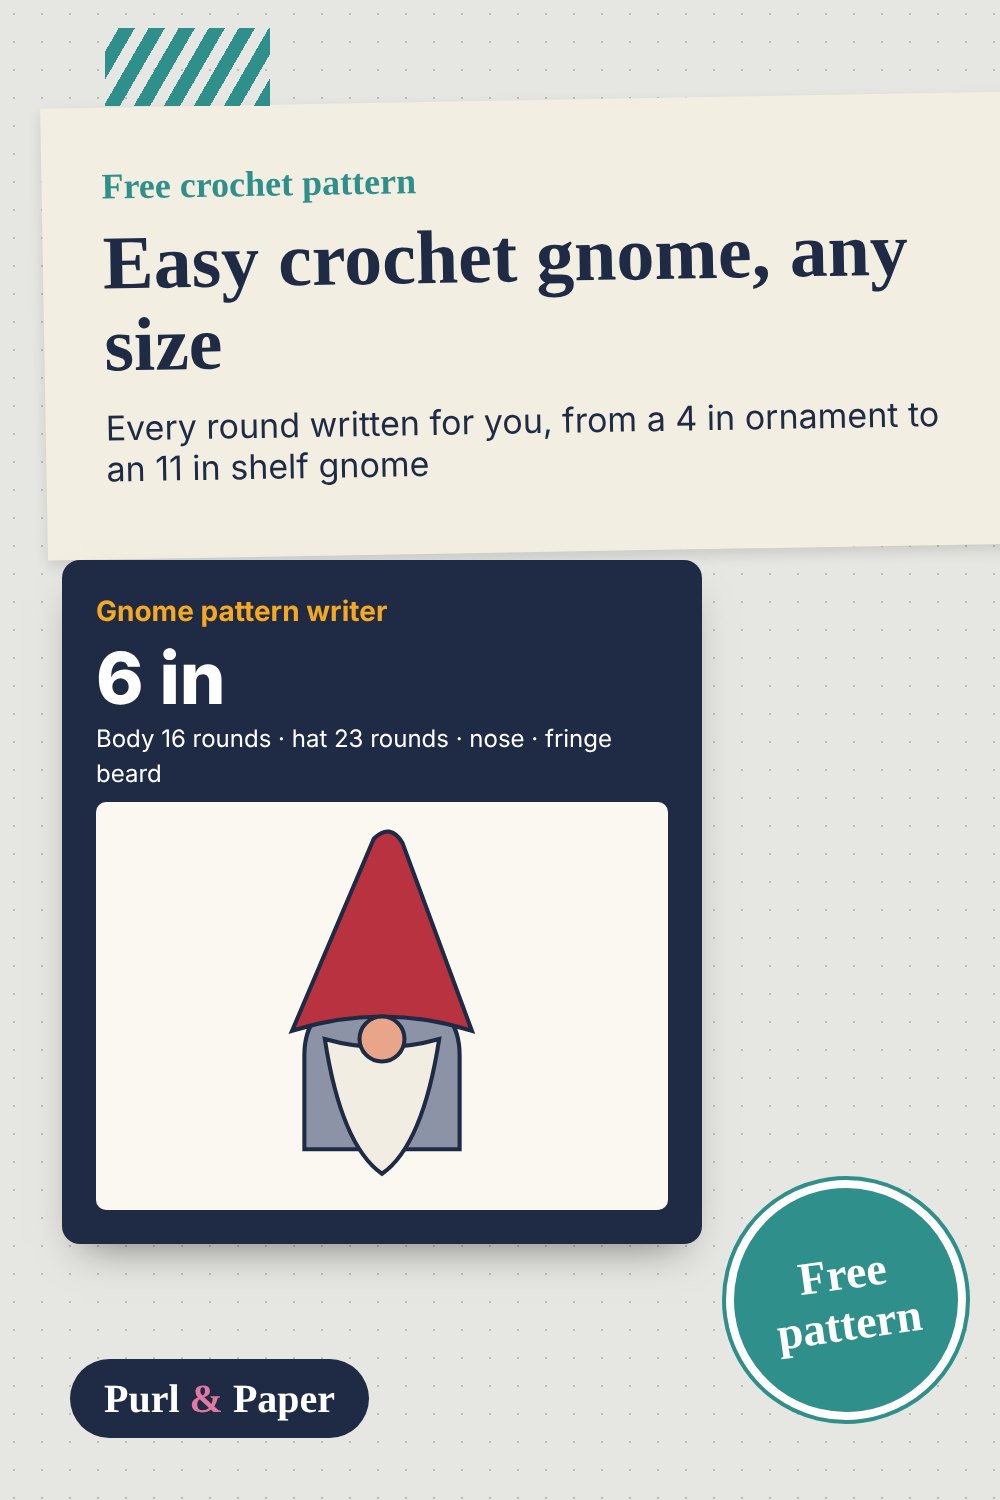 Free crochet pattern
Easy crochet gnome, any
size
Every round written for you, from a 4 in ornament to
an 11 in shelf gnome
Gnome pattern writer
6 in
Body 16 rounds · hat 23 rounds · nose · fringe
beard
Free
pattern
Purl & Paper